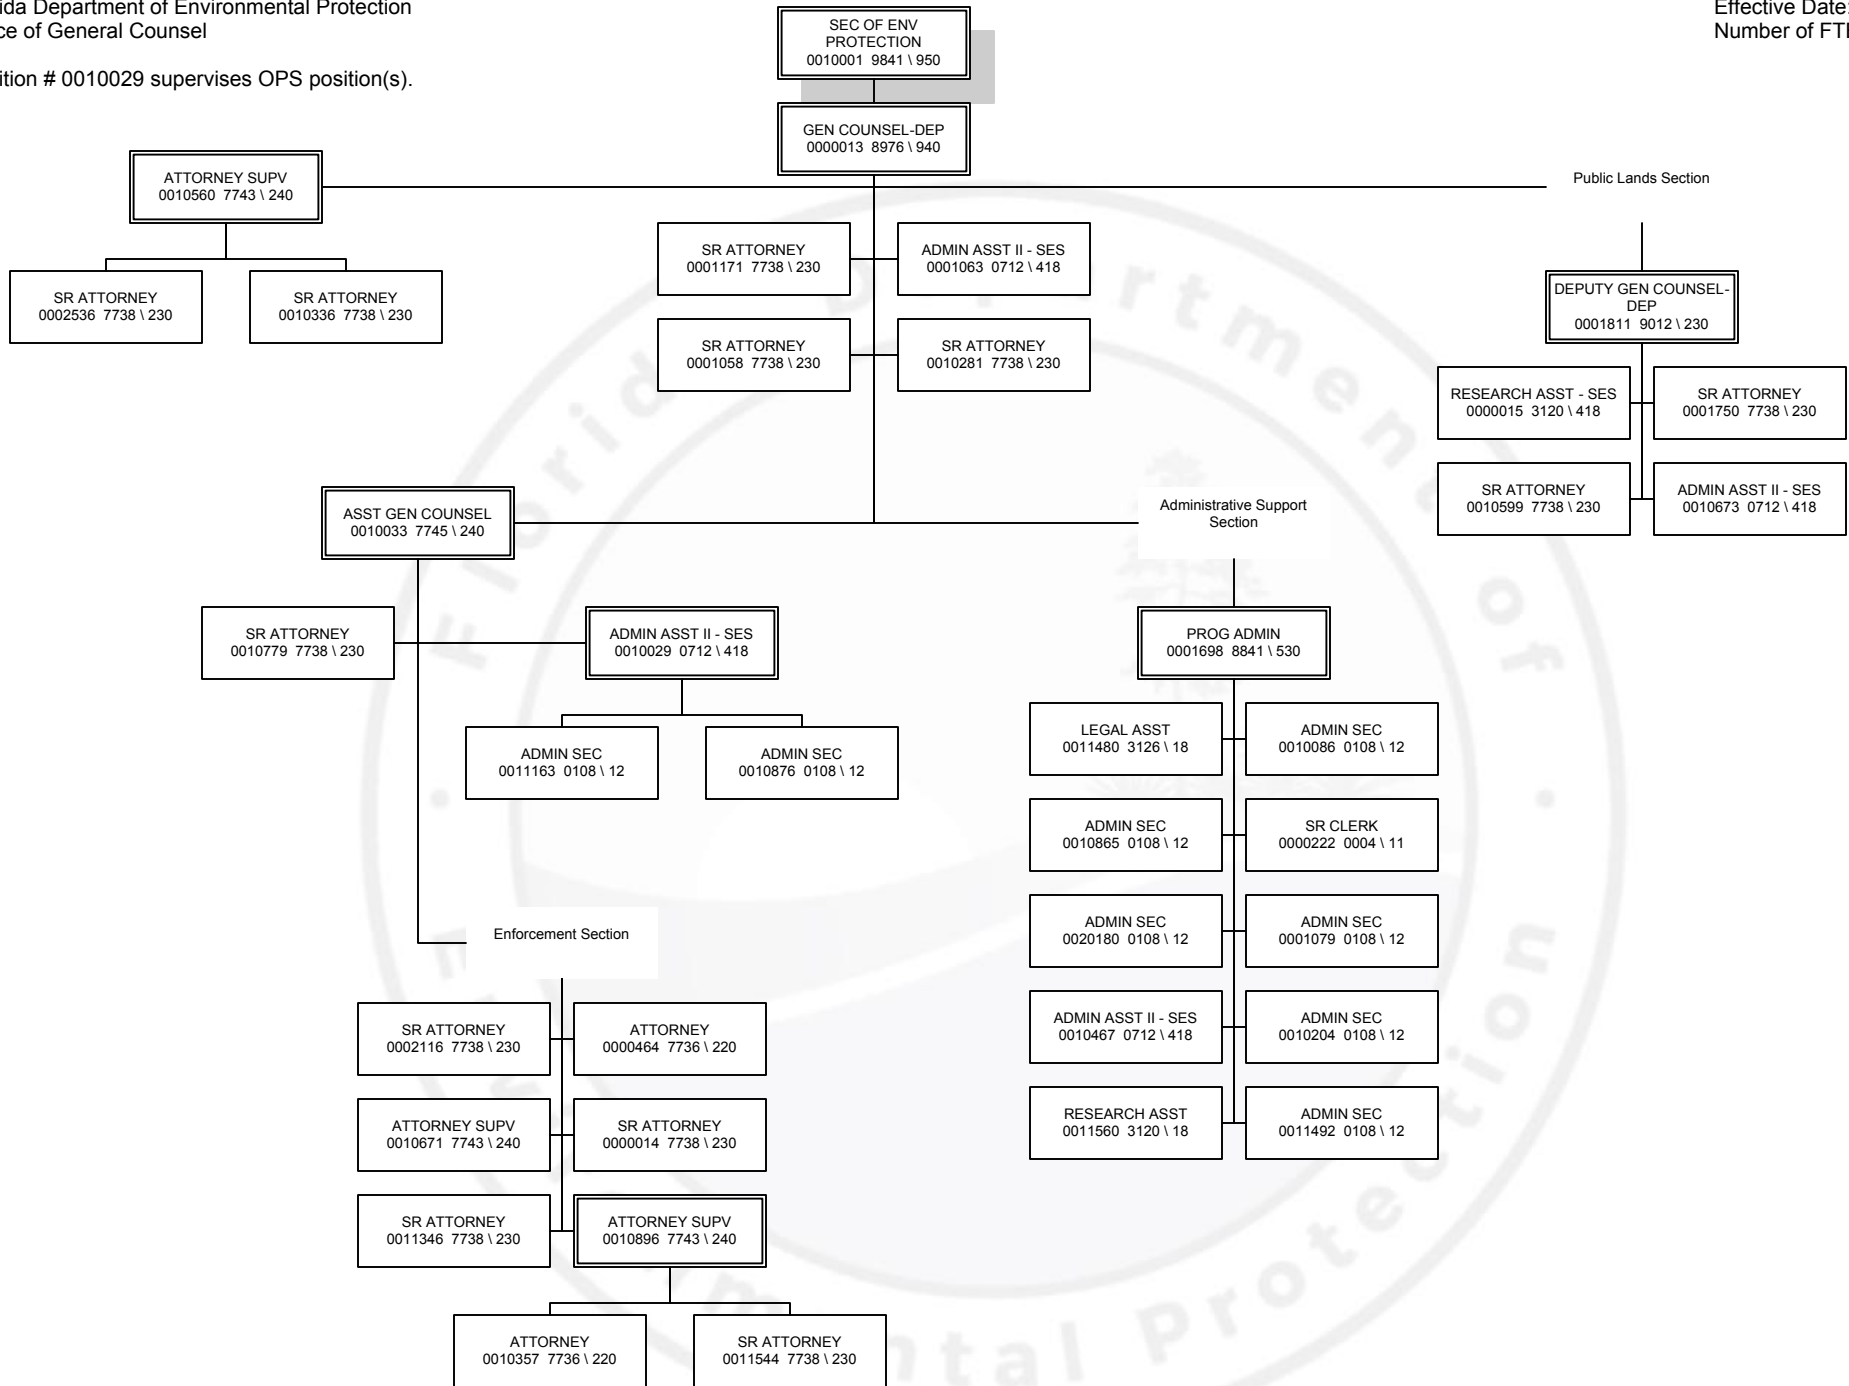 ida Department of Environmental Protection
ce of General Counsel
ition # 0010029 supervises OPS position(s).
Effective Date:
Number of FT
SEC OF ENV
PROTECTION
0010001 9841 \ 950
GEN COUNSEL-DEP
0000013 8976 \ 940
ATTORNEY SUPV
0010560 7743 \ 240
Public Lands Section
SR ATTORNEY
0002536 7738 \ 230
SR ATTORNEY
0010336 7738 \ 230
SR ATTORNEY
0001171 7738 \ 230
ADMIN ASST II - SES
0001063 0712 \ 418
SR ATTORNEY
0001058 7738 \ 230
SR ATTORNEY
0010281 7738 \ 230
DEPUTY GEN COUNSEL-
DEP
0001811 9012 \ 230
RESEARCH ASST - SES
0000015 3120 \ 418
SR ATTORNEY
0001750 7738 \ 230
SR ATTORNEY
0010599 7738 \ 230
ADMIN ASST II - SES
0010673 0712 \ 418
ASST GEN COUNSEL
0010033 7745 \ 240
Administrative Support
Section
SR ATTORNEY
0010779 7738 \ 230
ADMIN ASST II - SES
0010029 0712 \ 418
ADMIN SEC
0011163 0108 \ 12
ADMIN SEC
0010876 0108 \ 12
PROG ADMIN
0001698 8841 \ 530
LEGAL ASST
0011480 3126 \ 18
ADMIN SEC
0010086 0108 \ 12
ADMIN SEC
0010865 0108 \ 12
SR CLERK
0000222 0004 \ 11
ADMIN SEC
0020180 0108 \ 12
ADMIN SEC
0001079 0108 \ 12
ADMIN ASST II - SES
0010467 0712 \ 418
ADMIN SEC
0010204 0108 \ 12
RESEARCH ASST
0011560 3120 \ 18
ADMIN SEC
0011492 0108 \ 12
Enforcement Section
SR ATTORNEY
0002116 7738 \ 230
ATTORNEY
0000464 7736 \ 220
ATTORNEY SUPV
0010671 7743 \ 240
SR ATTORNEY
0000014 7738 \ 230
SR ATTORNEY
0011346 7738 \ 230
ATTORNEY SUPV
0010896 7743 \ 240
ATTORNEY
0010357 7736 \ 220
SR ATTORNEY
0011544 7738 \ 230
Florid Department of
mental Protection